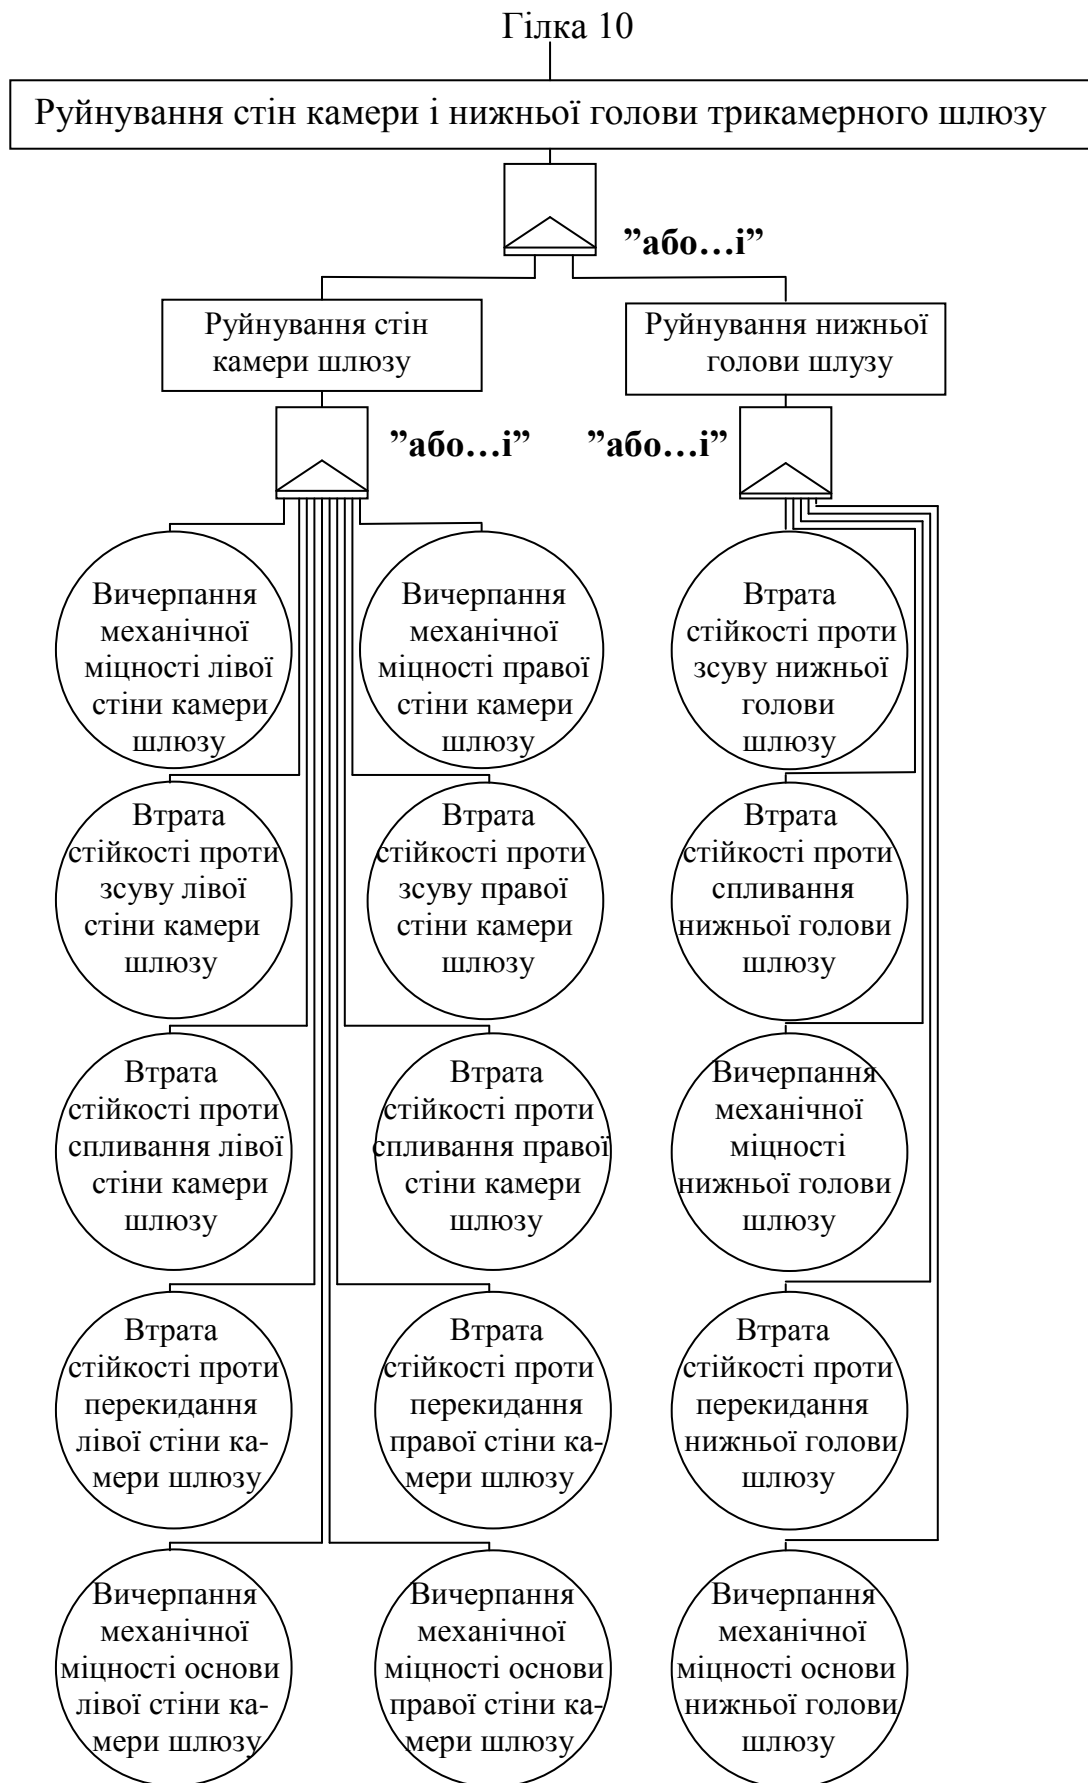 Гілка 10
Руйнування стін камери і нижньої голови трикамерного шлюзу
”або…і”
Руйнування стін
камери шлюзу
Руйнування нижньої
голови шлузу
”або…і”
”або…і”
Вичерпання
механічної
міцності лівої
стіни камери
шлюзу
Вичерпання
механічної
міцності правої
стіни камери
шлюзу
Втрата
стійкості проти
зсуву нижньої
голови
шлюзу
Втрата
стійкості проти
зсуву лівої
стіни камери
шлюзу
Втрата
стійкості проти
зсуву правої
стіни камери
шлюзу
Втрата
стійкості проти
спливання
нижньої голови
шлюзу
Втрата
стійкості проти
спливання лівої
стіни камери
шлюзу
Втрата
стійкості проти
спливання правої
стіни камери
шлюзу
Вичерпання
механічної
міцності
нижньої голови
шлюзу
Втрата
стійкості проти
перекидання
лівої стіни ка-
мери шлюзу
Втрата
стійкості проти
перекидання
правої стіни ка-
мери шлюзу
Втрата
стійкості проти
перекидання
нижньої голови
шлюзу
Вичерпання
механічної
міцності основи
лівої стіни ка-
мери шлюзу
Вичерпання
механічної
міцності основи
правої стіни ка-
мери шлюзу
Вичерпання
механічної
міцності основи
нижньої голови
шлюзу